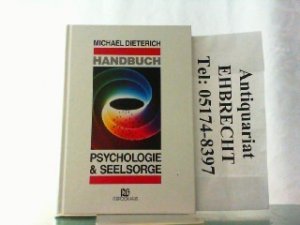 MICHAEL DIETERICH
HANDBUCH
PSYCHOLOGIE
& SEELSORGE
Antiquariat
EHBRECHT
Tel: 05174-8397